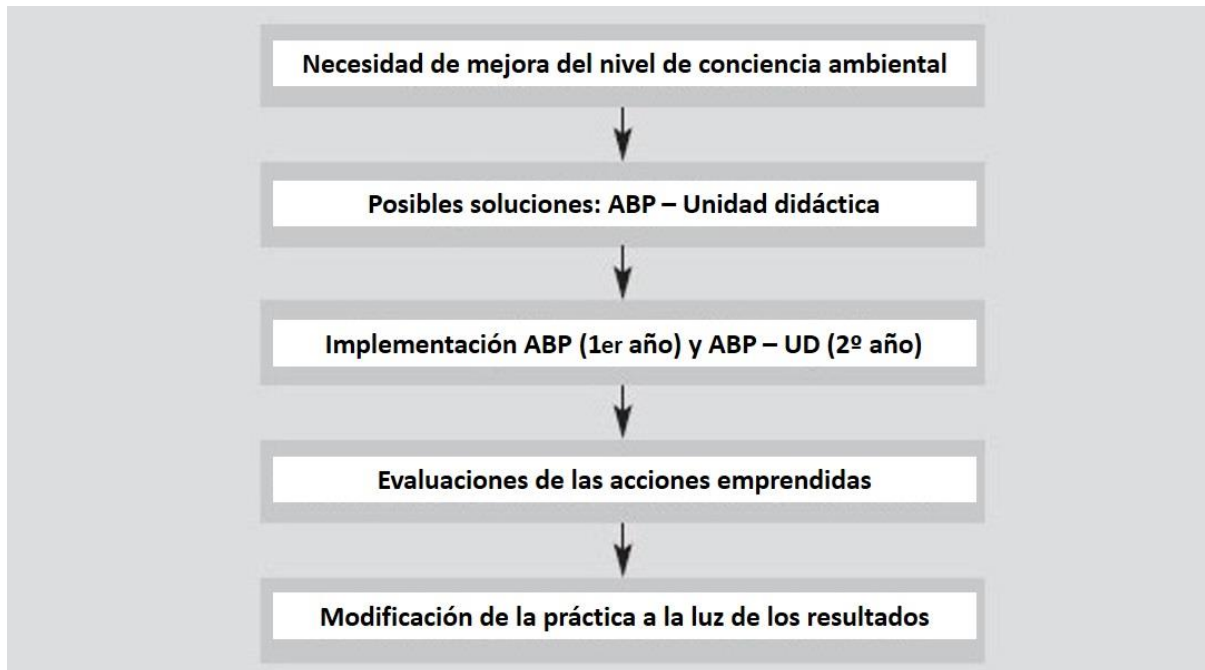 Necesidad de mejora del nivel de conciencia ambiental
Posibles soluciones: ABP – Unidad didáctica
Implementación ABP (1er año) y ABP – UD (2º año)
Evaluaciones de las acciones emprendidas
Modificación de la práctica a la luz de los resultados